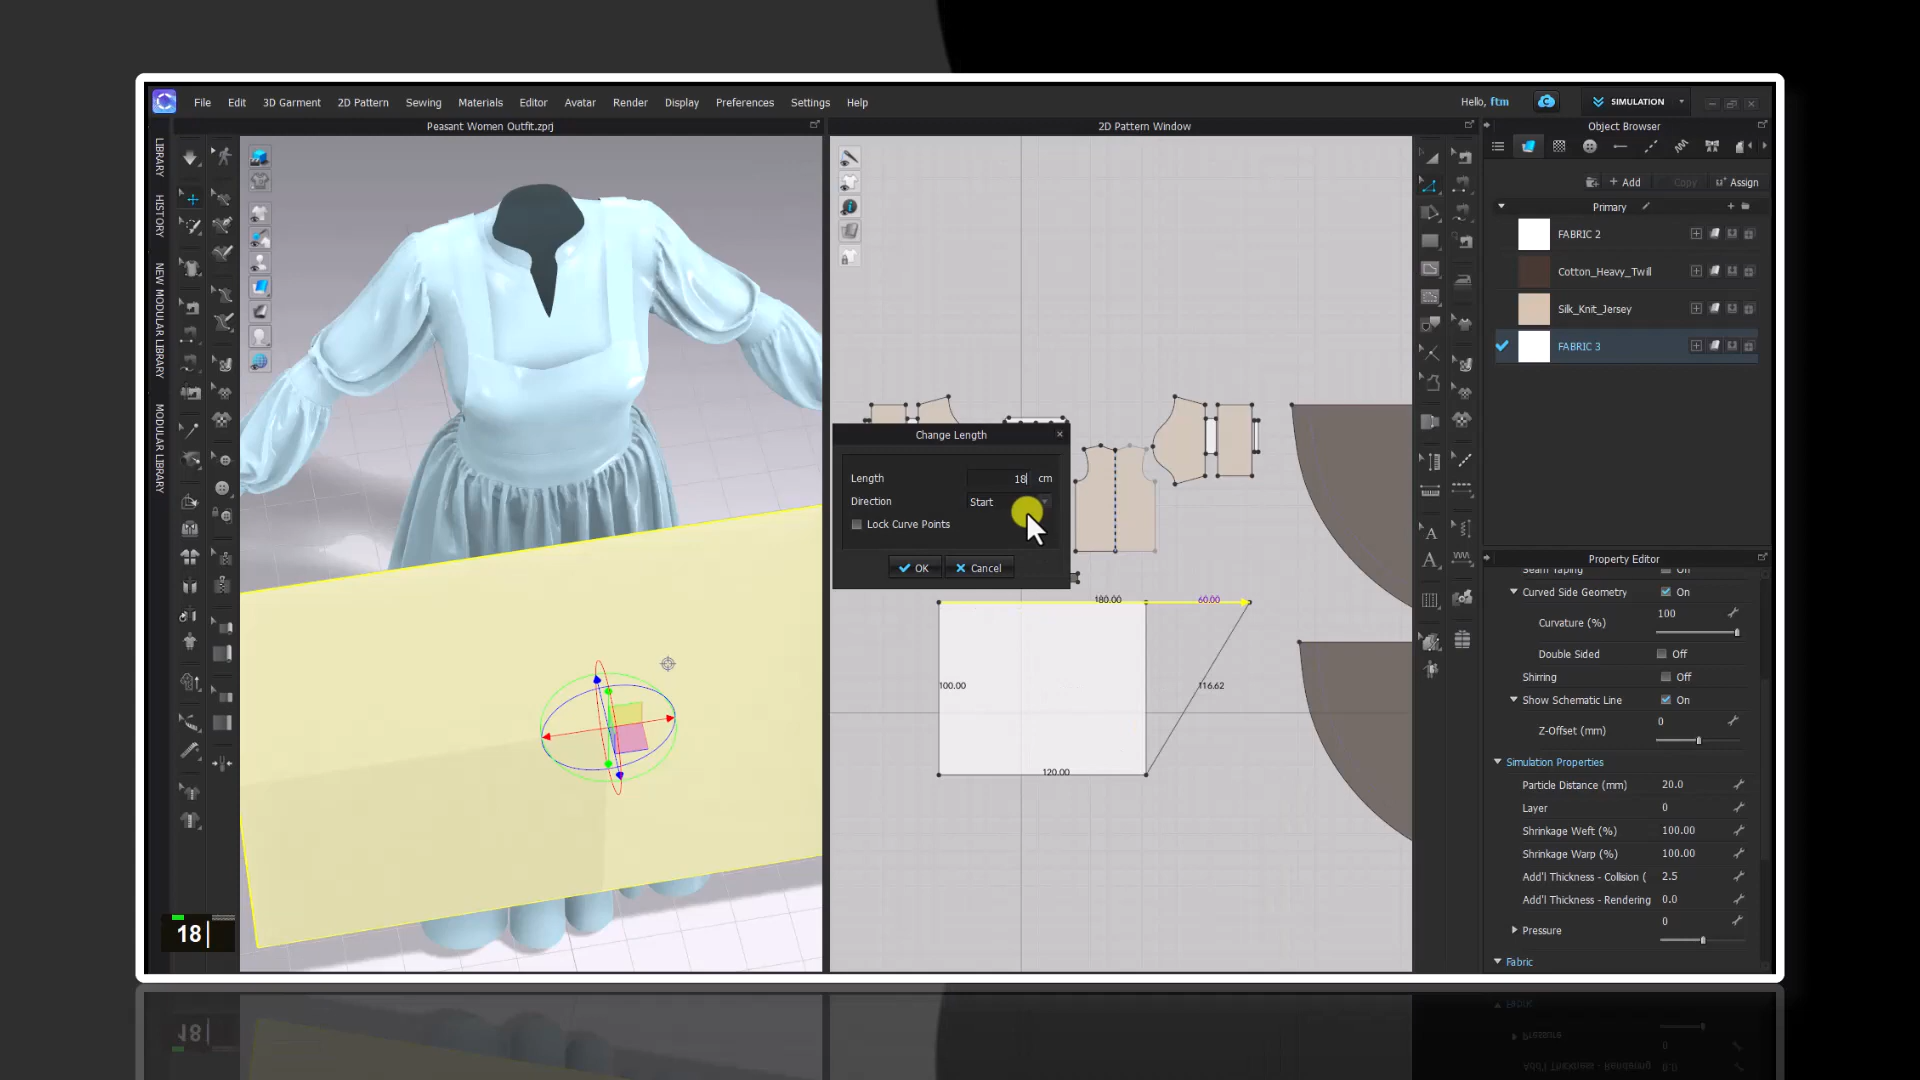 File Edit 3D Garment 2D Pattern Sewing Materials Editor Avatar Render Display Preferences Settings Help
Hello, ftm
SIMULATION
Peasant Women Outfit.zprj
2D Pattern Window
Object Browser
LIBRARY
HISTORY
NEW MODULAR LIBRARY
MODULAR LIBRARY
+ Add
Copy
Assign
Primary
FABRIC 2
Cotton_Heavy_Twill
Silk_Knit_Jersey
FABRIC 3
Change Length
Length 18 cm
Direction Start
Lock Curve Points
OK Cancel
180.00
60.00
100.00
116.62
120.00
Property Editor
Seam Taping On
Curved Side Geometry On
Curvature (%) 100
Double Sided Off
Shirring Off
Show Schematic Line On
Z-Offset (mm) 0
Simulation Properties
Particle Distance (mm) 20.0
Layer 0
Shrinkage Weft (%) 100.00
Shrinkage Warp (%) 100.00
Add'l Thickness - Collision ( 2.5
Add'l Thickness - Rendering 0.0
Pressure 0
Fabric
18